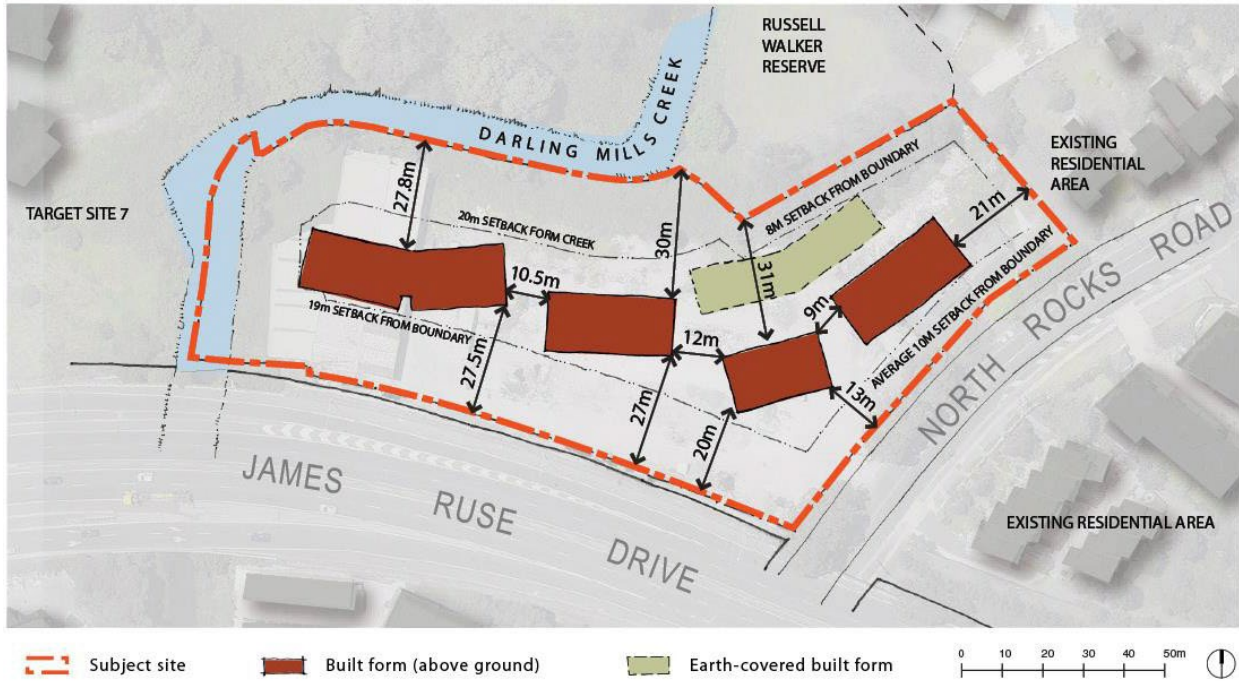 RUSSELL
WALKER
RESERVE
DARLING MILLS CREEK
EXISTING
RESIDENTIAL
AREA
TARGET SITE 7
27.8m
20m SETBACK FORM CREEK
30m
8M SETBACK FROM BOUNDARY
21m
31m
10.5m
9m
12m
19m SETBACK FROM BOUNDARY
27.5m
27m
20m
13m
AVERAGE 10M SETBACK FROM BOUNDARY
NORTH ROCKS ROAD
JAMES RUSE DRIVE
EXISTING RESIDENTIAL AREA
Subject site
Built form (above ground)
Earth-covered built form
0 10 20 30 40 50m